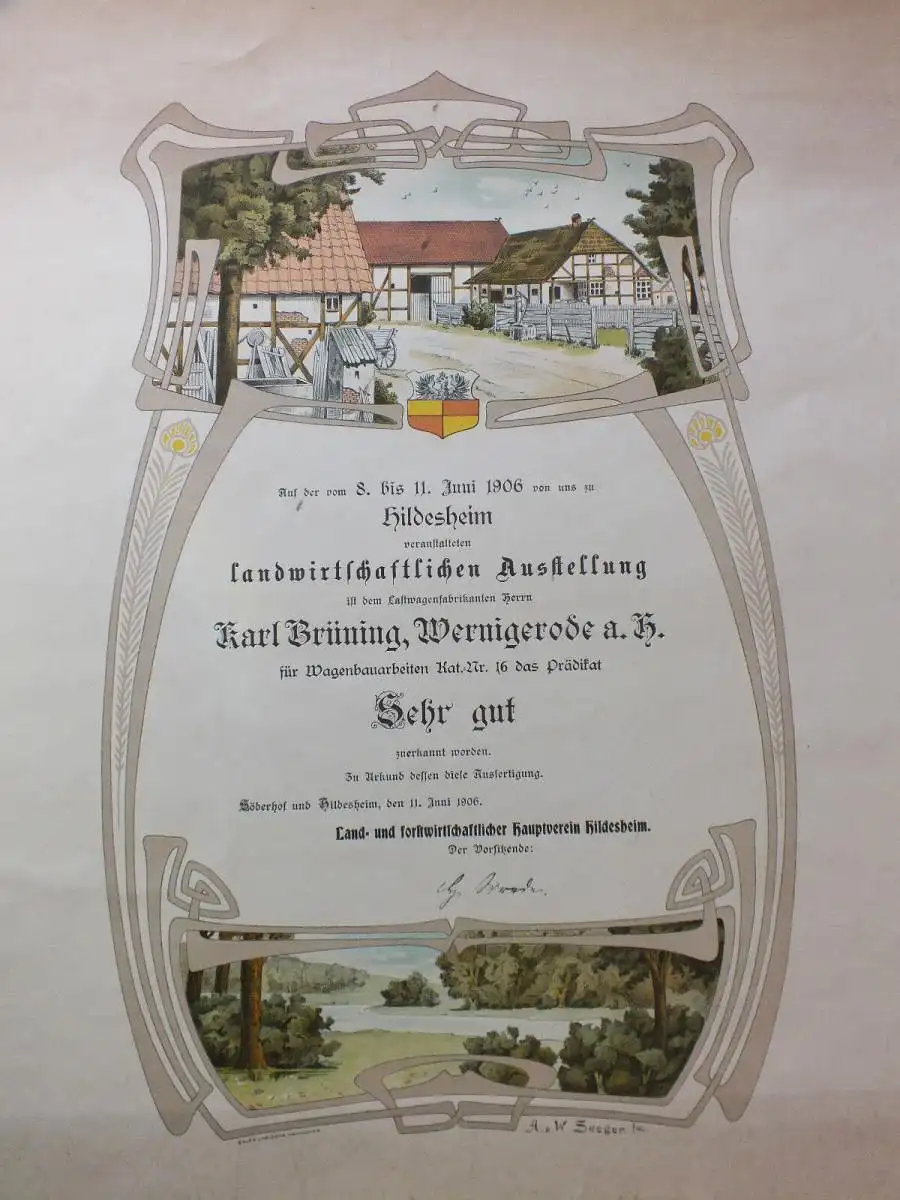 Auf der vom 8. bis 11. Juni 1906 von uns zu
Hildesheim
veranstalteten
landwirtschaftlichen Ausstellung
ist dem Lastwagenfabrikanten Herrn
Karl Brüning, Wernigerode a. H.
für Wagenbauarbeiten Kat.-Nr. 16 das Prädikat
Sehr gut
zuerkannt worden.
Zu Urkund dessen diese Ausfertigung.
Söderhof und Hildesheim, den 11. Juni 1906.
Land- und forstwirtschaftlicher Hauptverein Hildesheim.
Der Vorsitzende:
A. W. Seeger